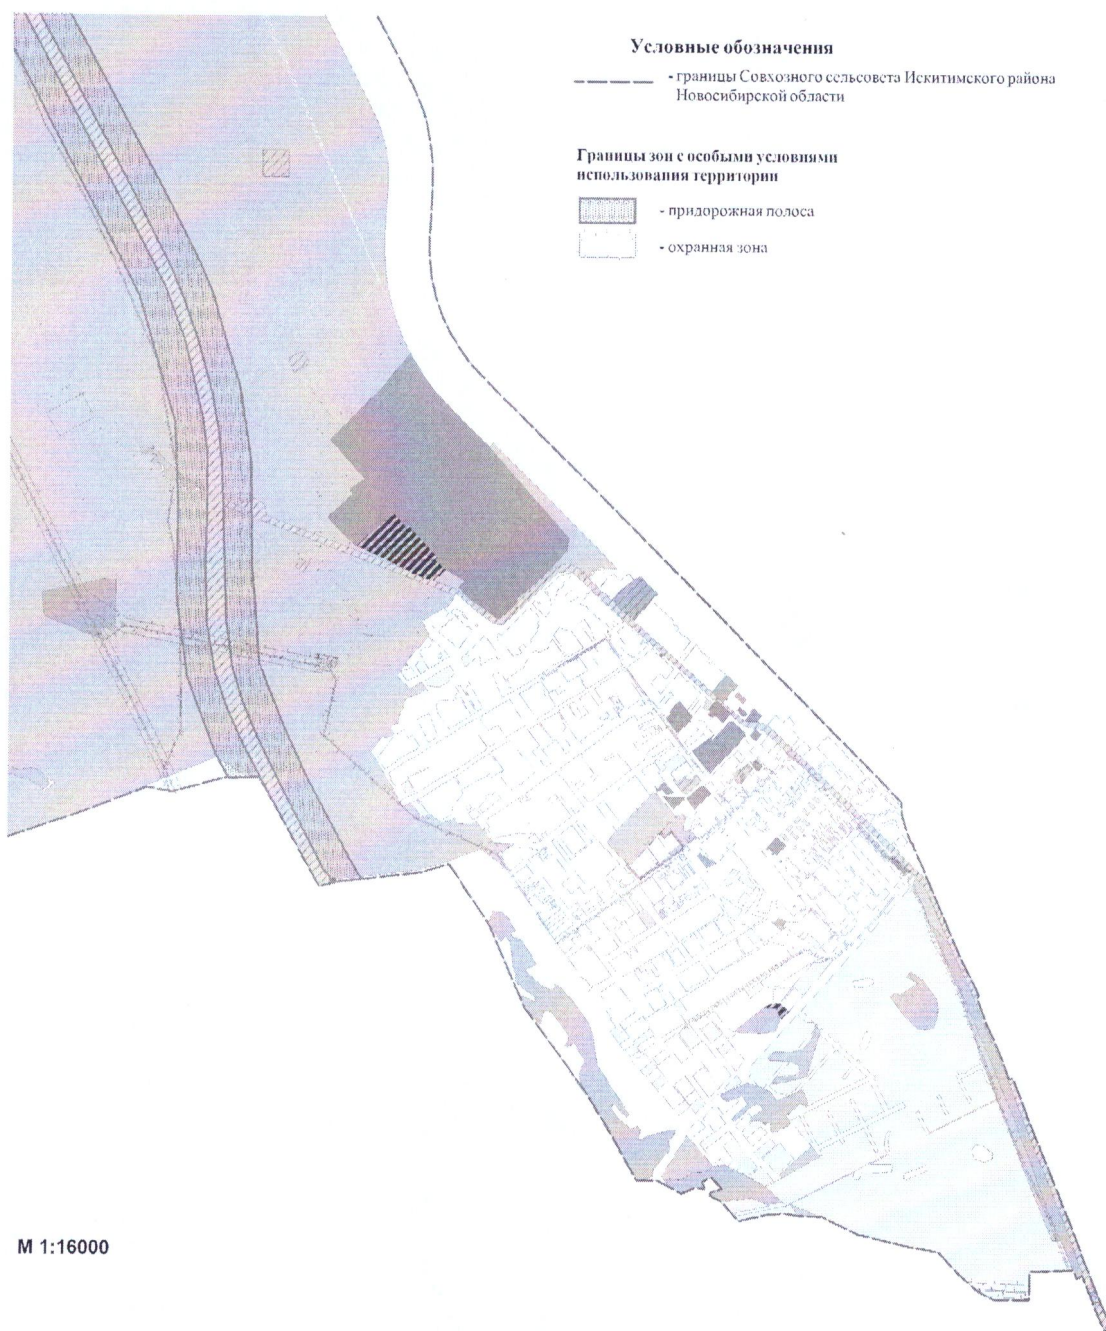 Условные обозначения
- границы Совхозного сельсовета Искитимского района
Новосибирской области
Границы зон с особыми условиями
использования территории
- придорожная полоса
- охранная зона
М 1:16000